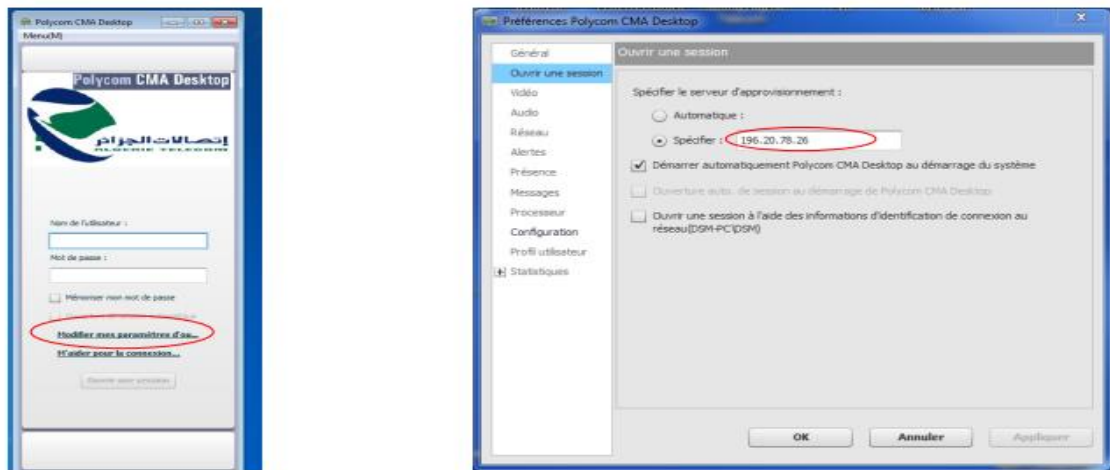 Polycom CMA Desktop
Menu(M)
Polycom CMA Desktop
إتصالات الجزائر
ALGERIE TELECOM
Nom de l'utilisateur :
Mot de passe :
Mémoriser mon mot de passe
Modifier mes paramètres d'ou...
M'aider pour la connexion...
Ouvrir une session
Préférences Polycom CMA Desktop
Général
Ouvrir une session
Vidéo
Audio
Réseau
Alertes
Présence
Messages
Processeur
Configuration
Profil utilisateur
Statistiques
Ouvrir une session
Spécifier le serveur d'approvisionnement :
Automatique :
Spécifier : 196.20.78.26
Démarrer automatiquement Polycom CMA Desktop au démarrage du système
Ouverture auto. de session au démarrage de Polycom CMA Desktop
Ouvrir une session à l'aide des informations d'identification de connexion au
réseau(DSM-PC\DSM)
OK Annuler Appliquer